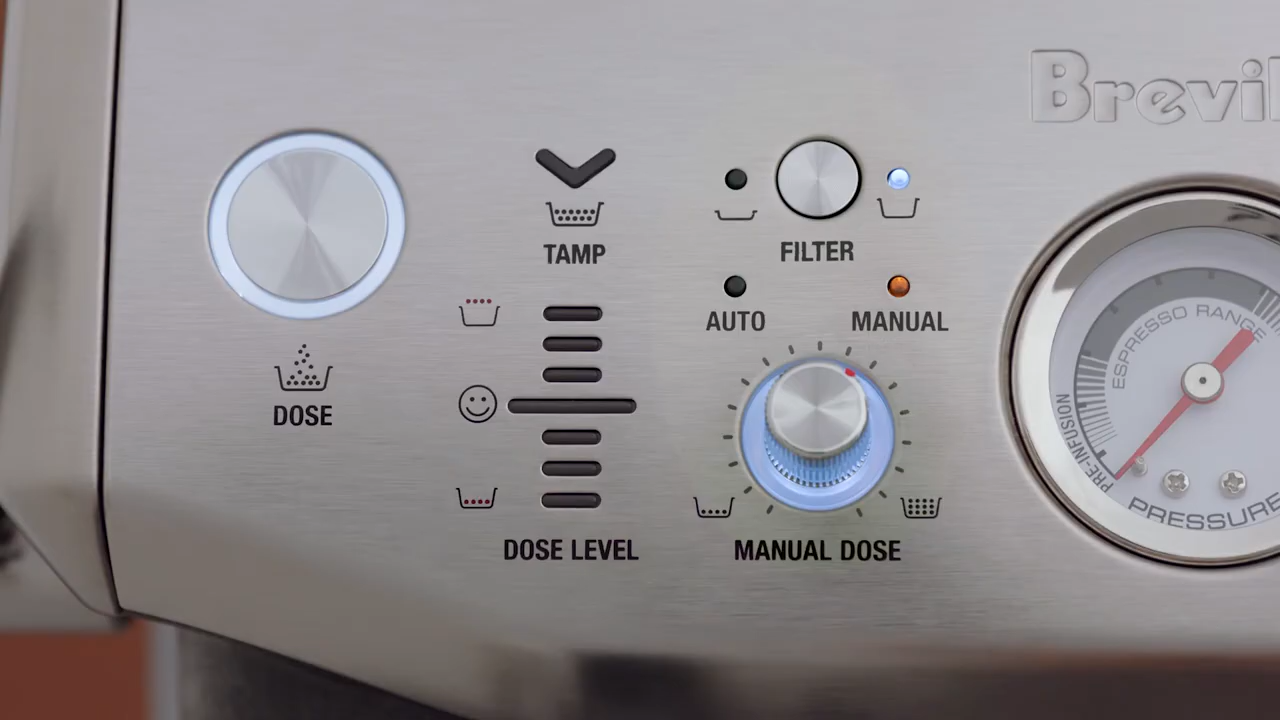 Brevil
TAMP
FILTER
AUTO
MANUAL
DOSE
DOSE LEVEL
MANUAL DOSE
ESPRESSO RANGE
PRE-INFUSION
PRESSURE